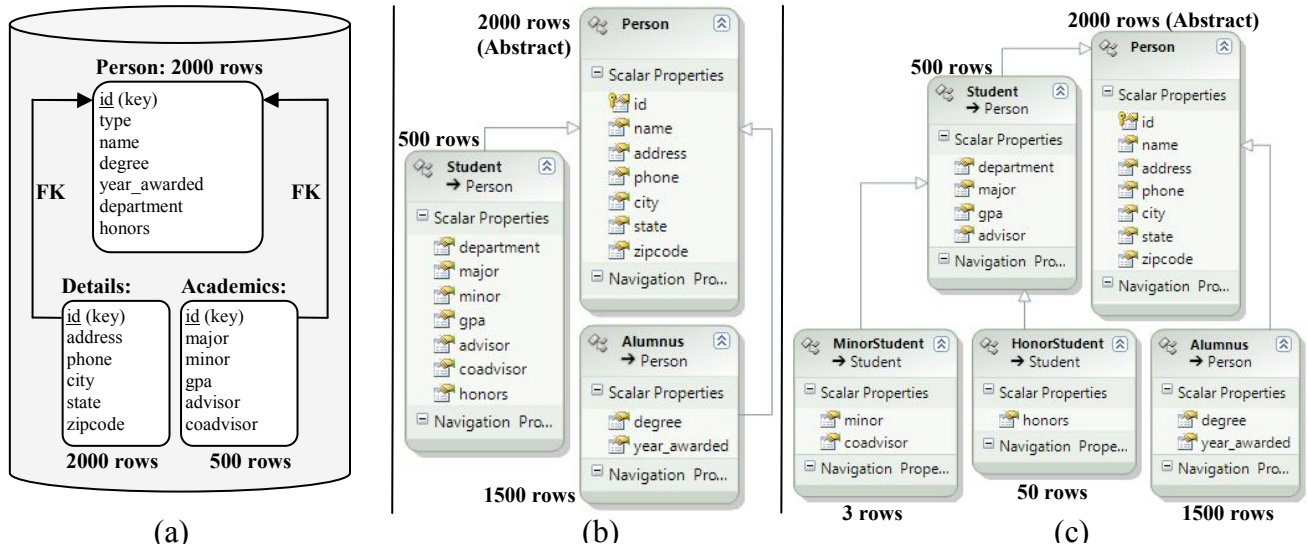 Person: 2000 rows
id (key)
type
name
degree
year_awarded
department
honors
FK
FK
Details:
id (key)
address
phone
city
state
zipcode
2000 rows
Academics:
id (key)
major
minor
gpa
advisor
coadvisor
500 rows
(a)
2000 rows
(Abstract)
Person
Scalar Properties
id
name
address
phone
city
state
zipcode
Navigation Pro...
500 rows
Student
→ Person
Scalar Properties
department
major
minor
gpa
advisor
coadvisor
honors
Navigation Pro...
Alumnus
→ Person
Scalar Properties
degree
year_awarded
Navigation Pro...
1500 rows
(b)
2000 rows (Abstract)
Person
Scalar Properties
id
name
address
phone
city
state
zipcode
Navigation Pro...
500 rows
Student
→ Person
Scalar Properties
department
major
gpa
advisor
Navigation Pro...
MinorStudent
→ Student
Scalar Properties
minor
coadvisor
Navigation Prope...
3 rows
HonorStudent
→ Student
Scalar Properties
honors
Navigation Prope...
50 rows
Alumnus
→ Person
Scalar Properties
degree
year_awarded
Navigation Pro...
1500 rows
(c)